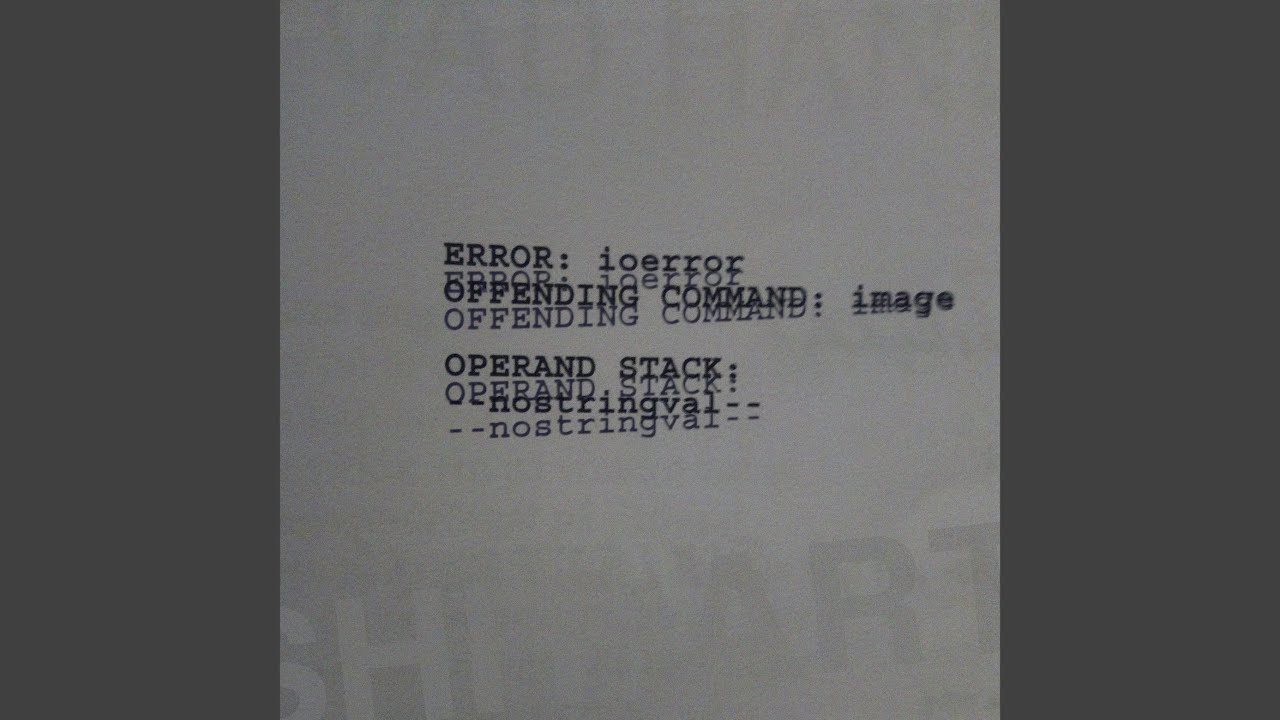 ERROR: ioerror
ERROR: ioerror
OFFENDING COMMAND: image
OFFENDING COMMAND: image
OPERAND STACK:
OPERAND STACK:
--nostringval--
--nostringval--